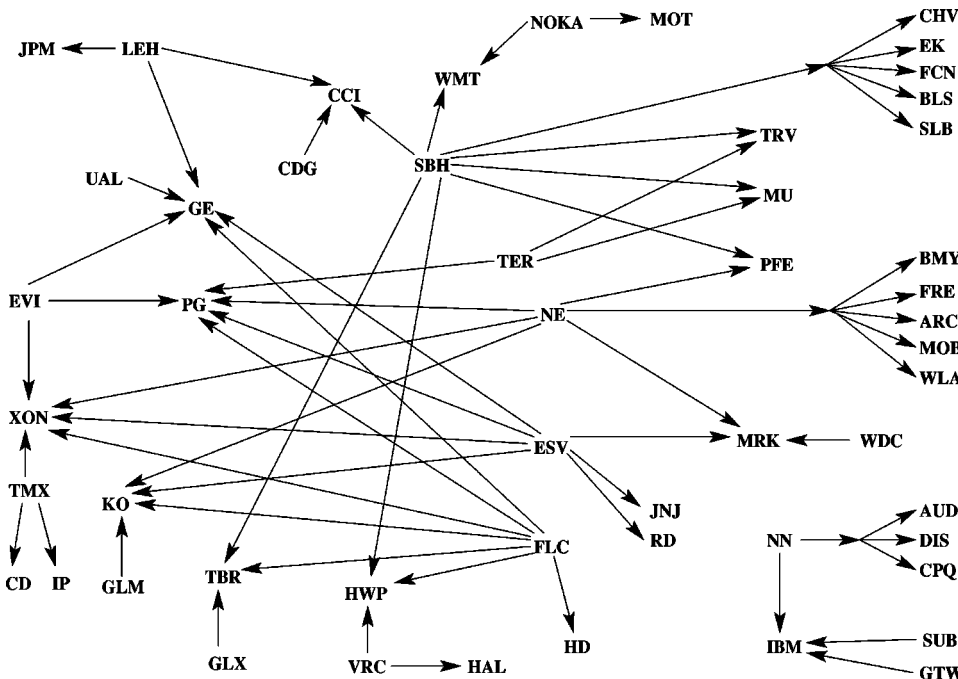 CHV
NOKA
MOT
JPM
LEH
EK
WMT
FCN
CCI
BLS
SLB
TRV
CDG
SBH
UAL
MU
GE
TER
PFE
BMY
EVI
PG
FRE
NE
ARC
MOB
WLA
XON
ESV
MRK
WDC
TMX
KO
JNJ
AUD
RD
NN
DIS
FLC
CD
IP
GLM
TBR
HWP
CPQ
HD
IBM
SUB
GLX
VRC
HAL
GTW